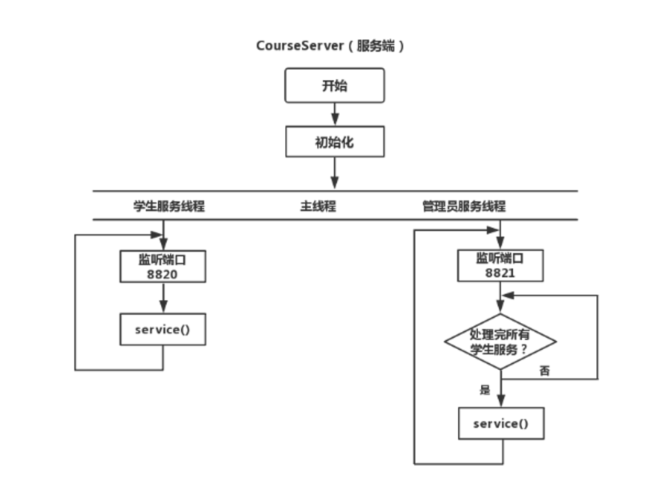 CourseServer（服务端）
开始
初始化
学生服务线程
主线程
管理员服务线程
监听端口
8820
service()
监听端口
8821
处理完所有
学生服务？
否
是
service()